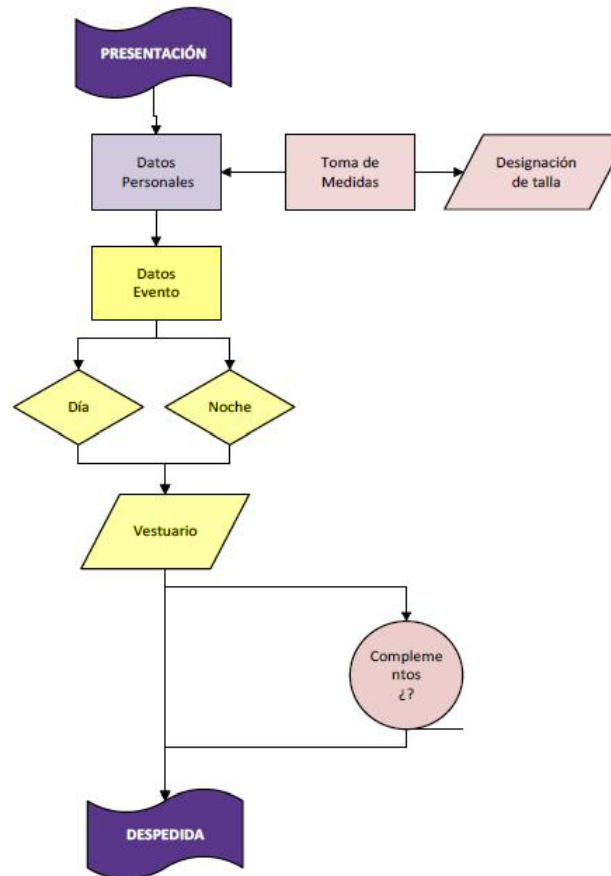 PRESENTACIÓN
Datos
Personales
Toma de
Medidas
Designación
de talla
Datos
Evento
Día
Noche
Vestuario
Compleme
ntos
¿?
DESPEDIDA